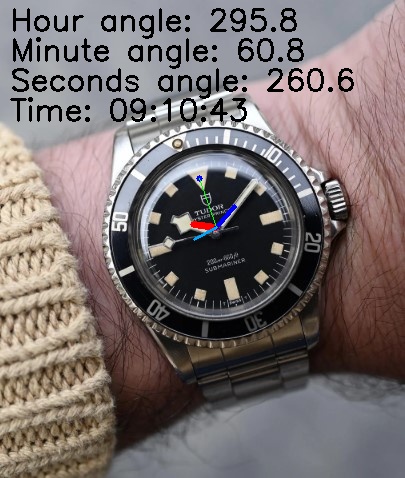 Hour angle: 295.8
Minute angle: 60.8
Seconds angle: 260.6
Time: 09:10:43
10
50
TUDOR
20
SUBMARINER
40
30